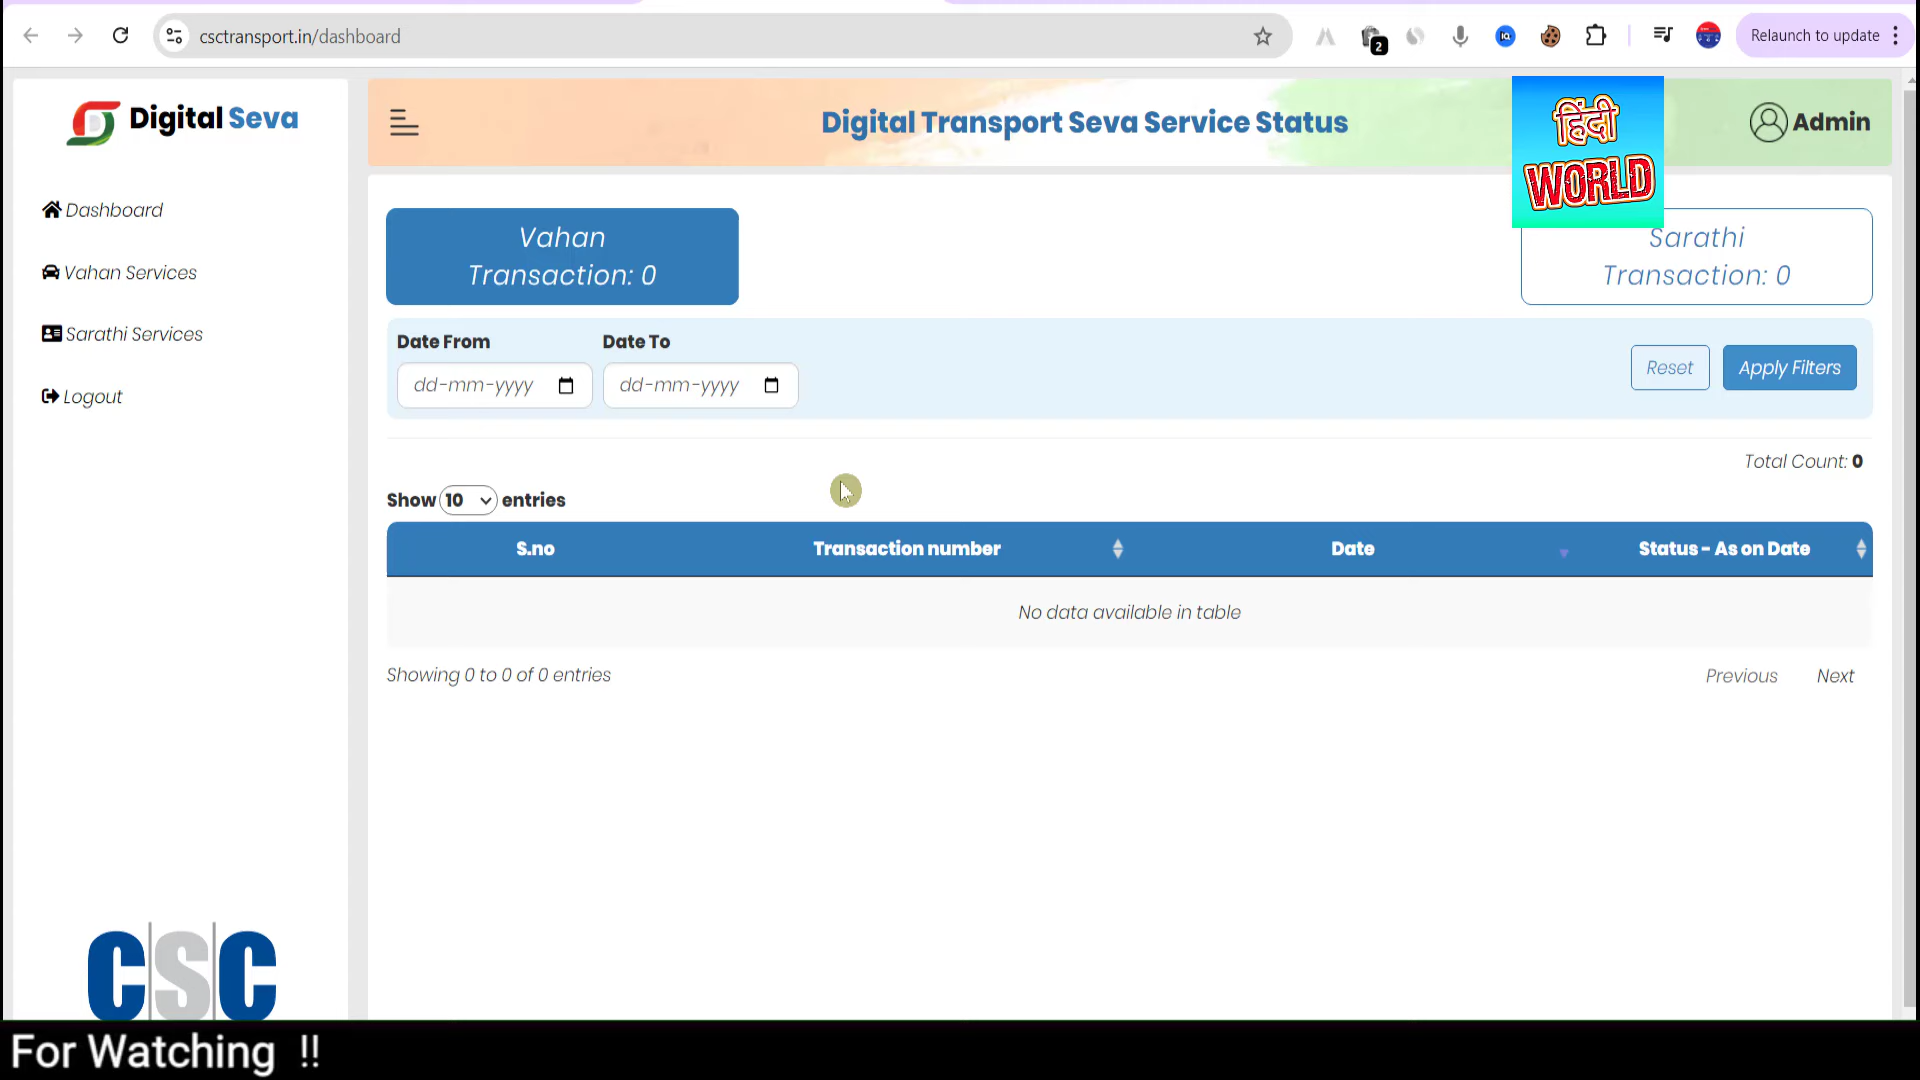 csctransport.in/dashboard
2
Relaunch to update
Digital Seva
Digital Transport Seva Service Status
हिंदी
WORLD
Admin
Dashboard
Vahan Services
Sarathi Services
Logout
Vahan
Transaction: 0
Sarathi
Transaction: 0
Date From
Date To
dd-mm-yyyy
dd-mm-yyyy
Reset
Apply Filters
Total Count: 0
Show 10 entries
S.no
Transaction number
Date
Status - As on Date
No data available in table
Showing 0 to 0 of 0 entries
Previous
Next
CSC
For Watching !!